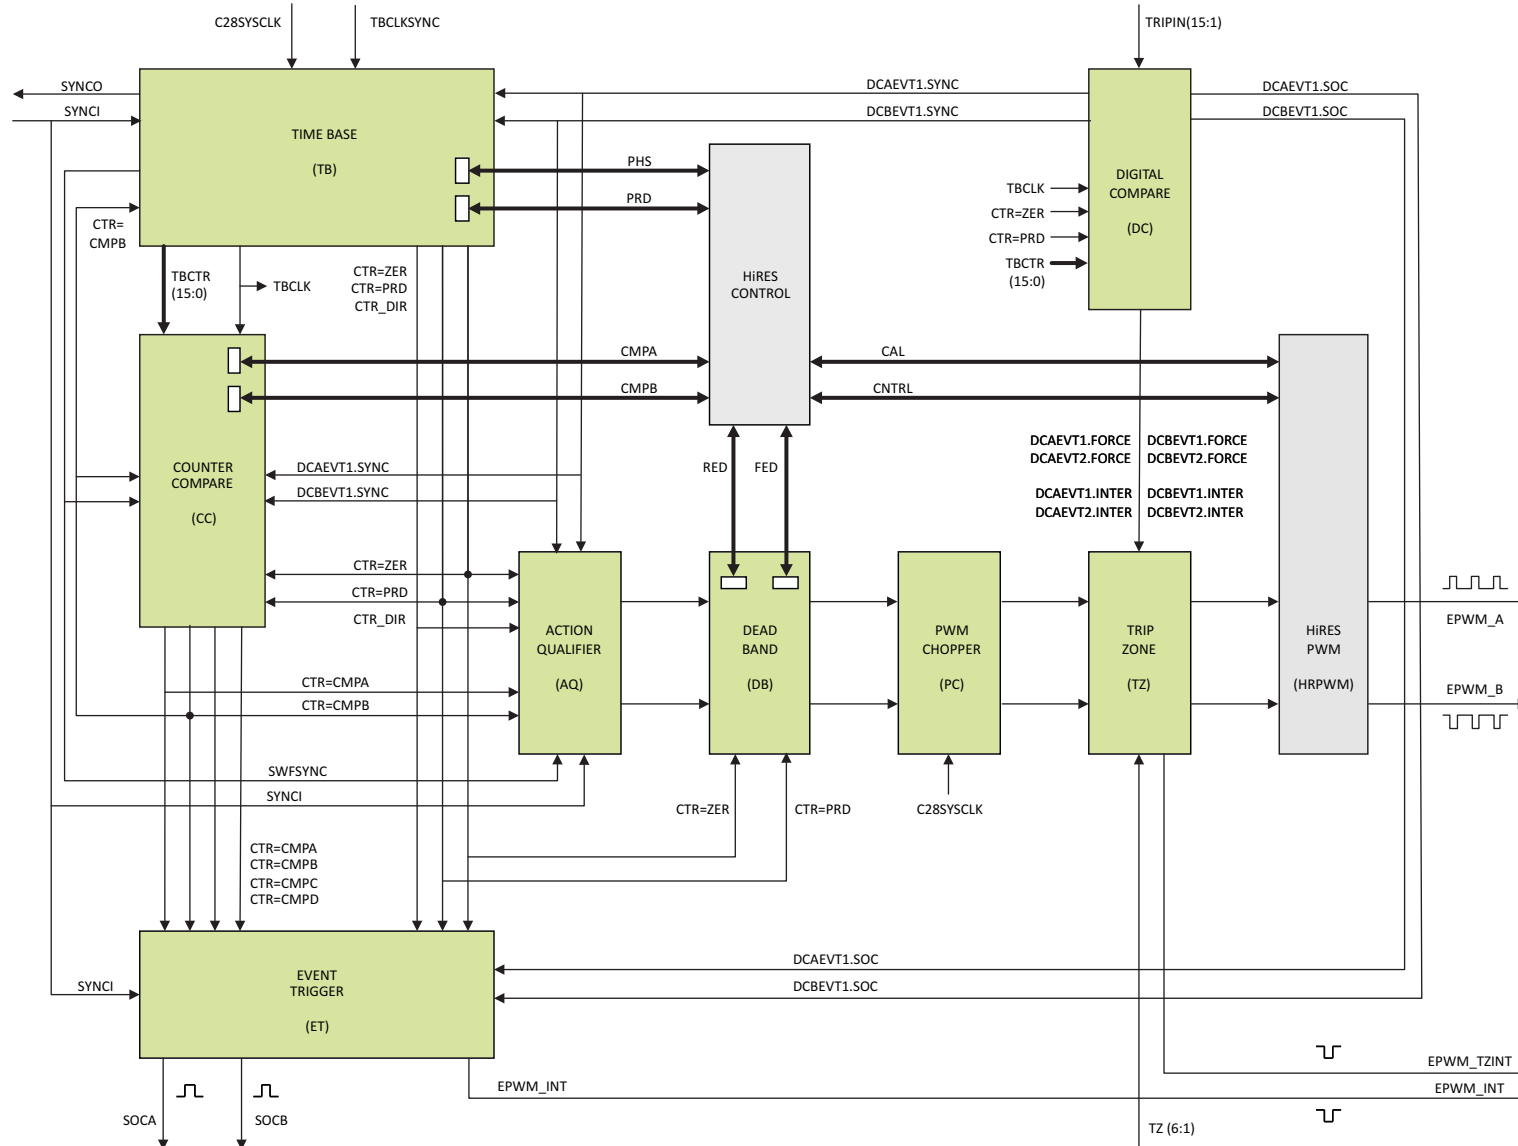 C28SYSCLK
TBCLKSYNC
TRIPIN(15:1)
SYNCO
SYNCI
TIME BASE
(TB)
DCAEVT1.SYNC
DCBEVT1.SYNC
DCAEVT1.SOC
DCBEVT1.SOC
PHS
PRD
DIGITAL
COMPARE
(DC)
TBCLK
CTR=ZER
CTR=PRD
TBCTR
(15:0)
CTR=
CMPB
TBCTR
(15:0)
TBCLK
CTR=ZER
CTR=PRD
CTR_DIR
HiRES
CONTROL
CMPA
CMPB
CAL
CNTRL
COUNTER
COMPARE
(CC)
DCAEVT1.SYNC
DCBEVT1.SYNC
RED
FED
DCAEVT1.FORCE
DCAEVT2.FORCE
DCBEVT1.FORCE
DCBEVT2.FORCE
DCAEVT1.INTER
DCAEVT2.INTER
DCBEVT1.INTER
DCBEVT2.INTER
CTR=ZER
CTR=PRD
CTR_DIR
CTR=CMPA
CTR=CMPB
ACTION
QUALIFIER
(AQ)
DEAD
BAND
(DB)
PWM
CHOPPER
(PC)
TRIP
ZONE
(TZ)
HiRES
PWM
(HRPWM)
EPWM_A
EPWM_B
SWFSYNC
SYNCI
CTR=ZER
CTR=PRD
C28SYSCLK
CTR=CMPA
CTR=CMPB
CTR=CMPC
CTR=CMPD
SYNCI
EVENT
TRIGGER
(ET)
DCAEVT1.SOC
DCBEVT1.SOC
EPWM_TZINT
EPWM_INT
EPWM_INT
SOCA
SOCB
TZ (6:1)